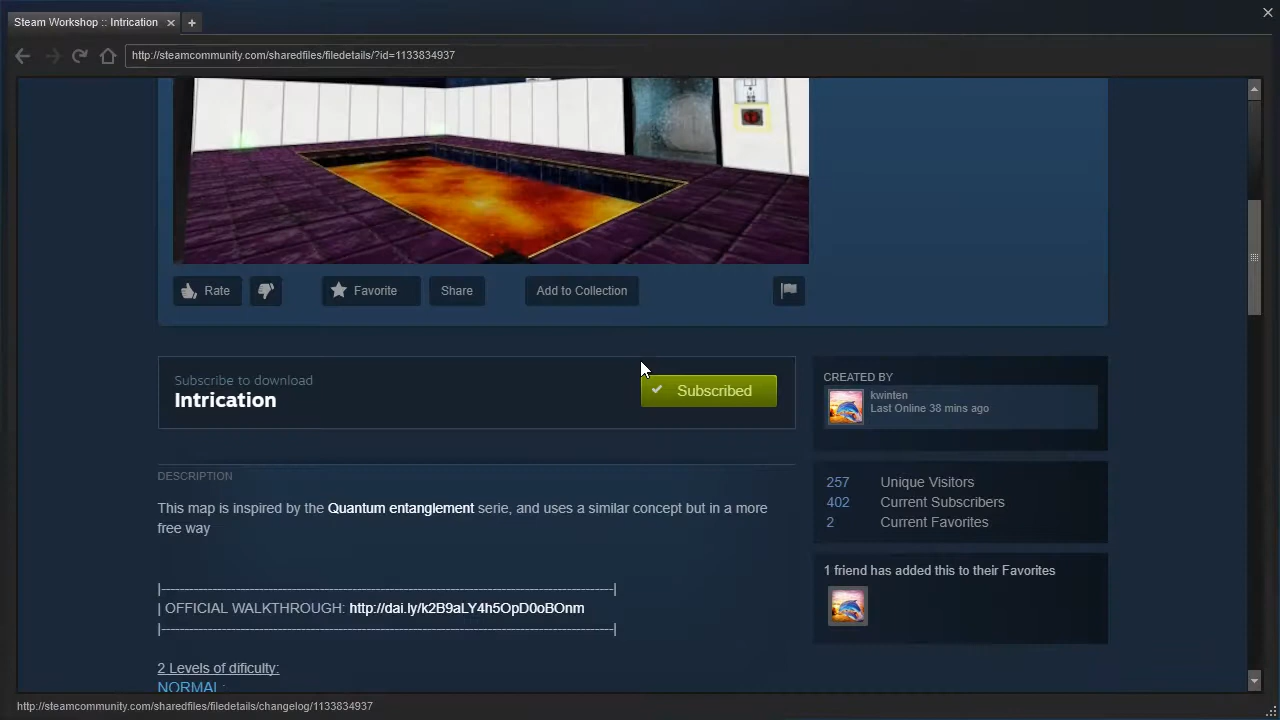 Steam Workshop :: Intrication
http://steamcommunity.com/sharedfiles/filedetails/?id=1133834937
Rate
Favorite
Share
Add to Collection
Subscribe to download
Intrication
Subscribed
CREATED BY
kwinten
Last Online 38 mins ago
257 Unique Visitors
402 Current Subscribers
2 Current Favorites
1 friend has added this to their Favorites
DESCRIPTION
This map is inspired by the Quantum entanglement serie, and uses a similar concept but in a more
free way
|-----------------------------------------------------------------------------------------|
| OFFICIAL WALKTHROUGH: http://dai.ly/k2B9aLY4h5OpD0oBOnm
|-----------------------------------------------------------------------------------------|
2 Levels of dificulty:
NORMAL :
http://steamcommunity.com/sharedfiles/filedetails/changelog/1133834937